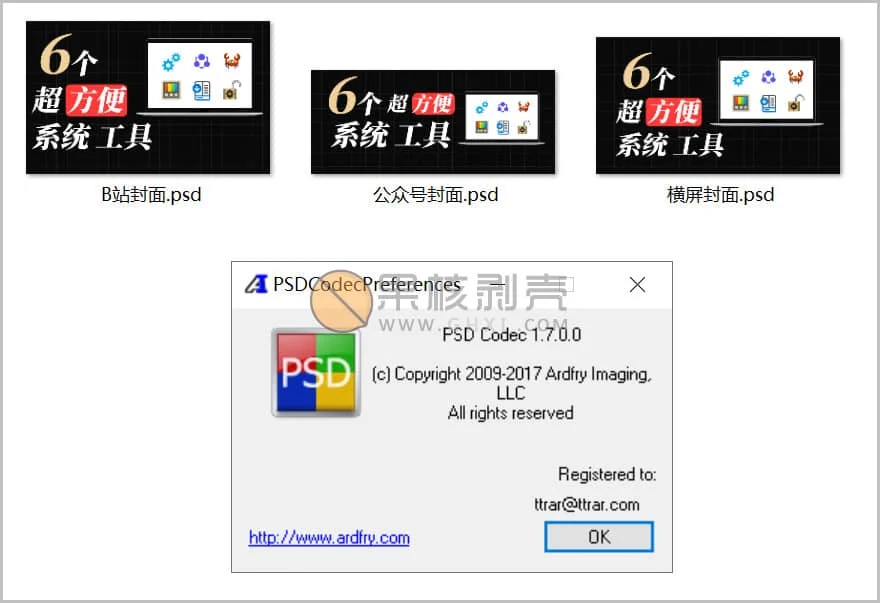 6个
超 方便
系统 工具
6个 超 方便
系统 工具
6个
超 方便
系统 工具
B站封面.psd
公众号封面.psd
横屏封面.psd
PSDCodecPreferences
果核剥壳
WWW.GHXI.COM
PSD
PSD Codec 1.7.0.0
(c) Copyright 2009-2017 Ardfry Imaging,
LLC
All rights reserved
Registered to:
ttrar@ttrar.com
http://www.ardfry.com
OK